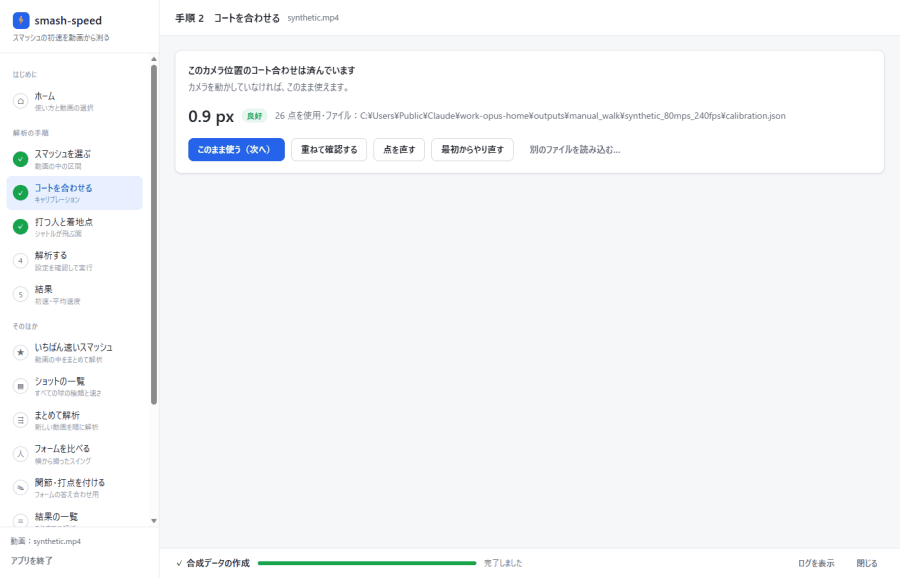 smash-speed
スマッシュの初速を動画から測る
はじめに
ホーム
使い方と動画の選択
解析の手順
スマッシュを選ぶ
動画の中の区間
コートを合わせる
キャリブレーション
打つ人と着地点
シャトルが飛ぶ面
4 解析する
設定を確認して実行
5 結果
初速・平均速度
そのほか
いちばん速いスマッシュ
動画の中をまとめて解析
ショットの一覧
すべての球の種類と速さ
まとめて解析
新しい動画を順に解析
フォームを比べる
横から撮ったスイング
関節・打点を付ける
フォームの答え合わせ用
結果の一覧
動画：synthetic.mp4
アプリを終了
手順 2 コートを合わせる synthetic.mp4
このカメラ位置のコート合わせは済んでいます
カメラを動かしていなければ、このまま使えます。
0.9 px 良好 26 点を使用・ファイル：C:¥Users¥Public¥Claude¥work-opus-home¥outputs¥manual_walk¥synthetic_80mps_240fps¥calibration.json
このまま使う（次へ） 重ねて確認する 点を直す 最初からやり直す 別のファイルを読み込む...
✓ 合成データの作成 完了しました ログを表示 閉じる